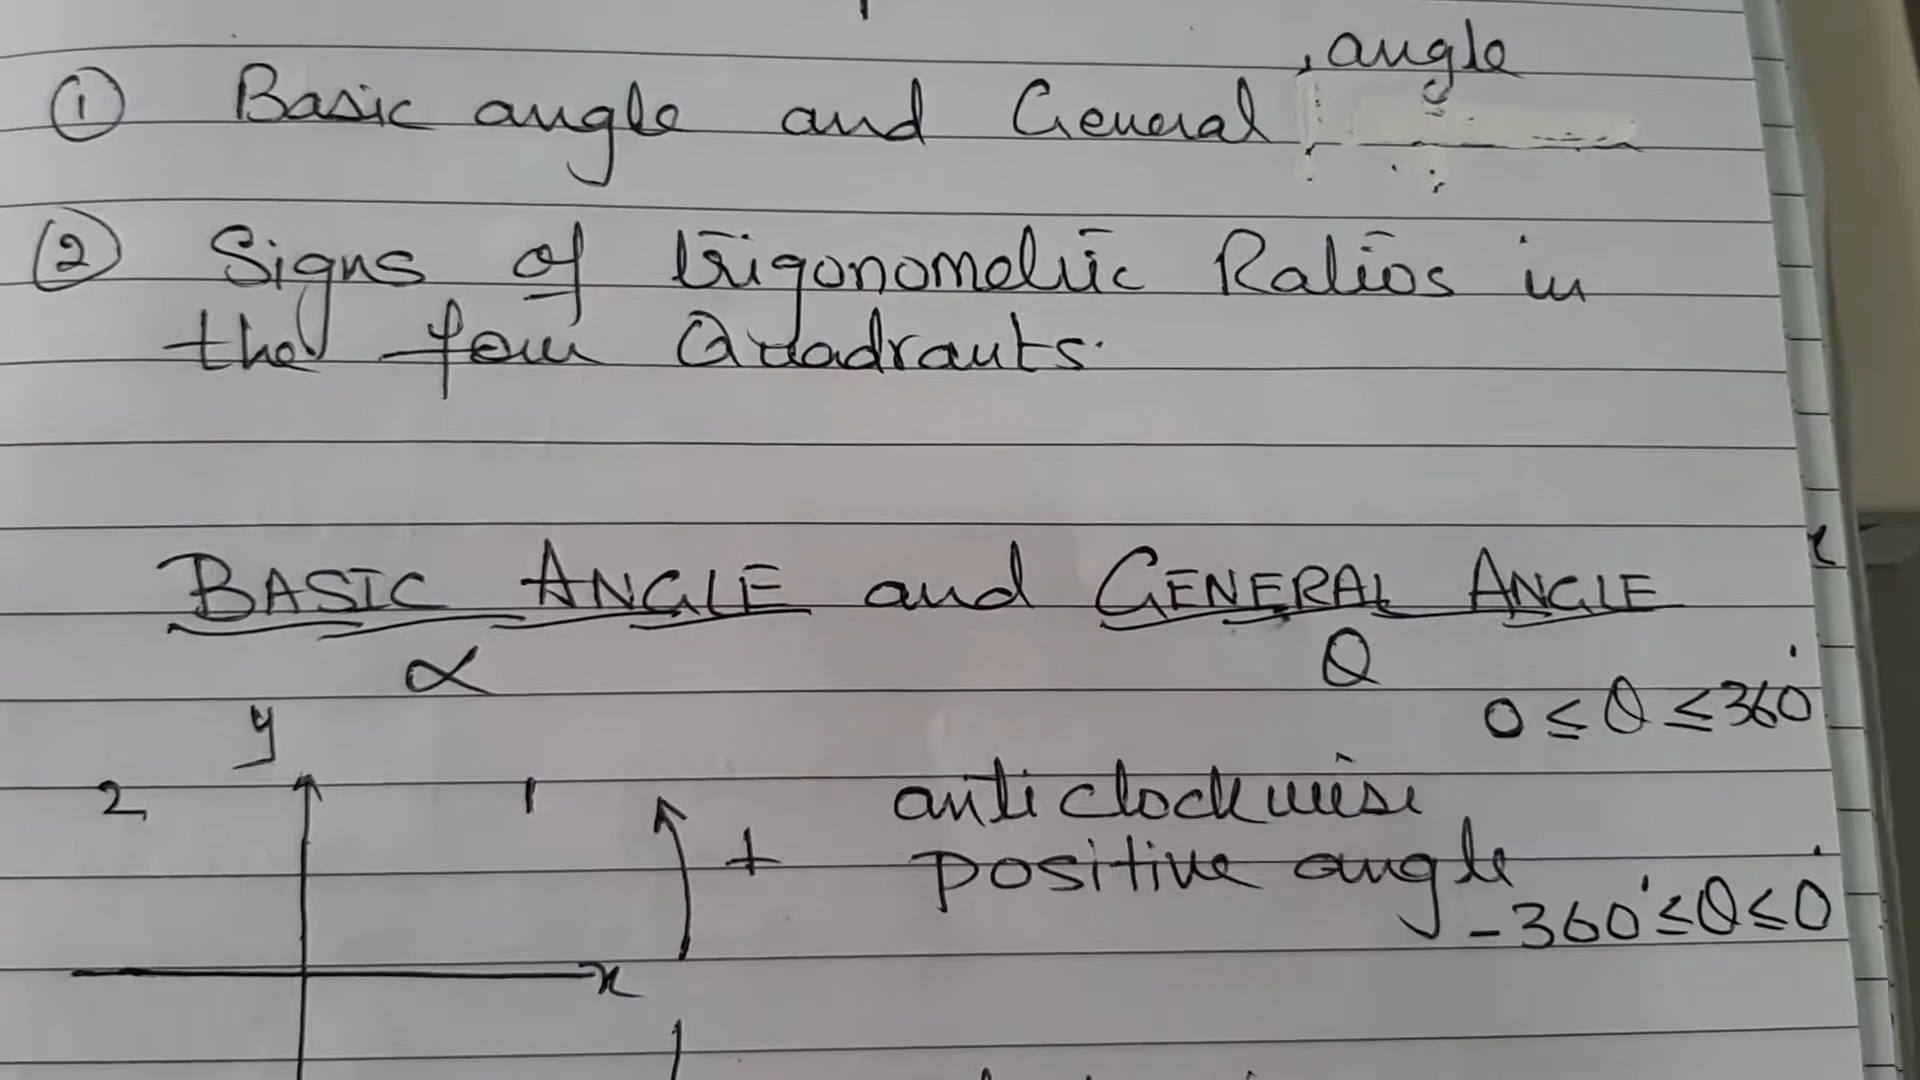 ① Basic angle and General, angle
② Signs of trigonometric Ratios in
the four Quadrants.
BASIC ANGLE and GENERAL ANGLE
α θ
0 ≤ θ ≤ 360°
y
2 1
anticlockwise
+ positive angle
-360° ≤ θ ≤ 0°
x